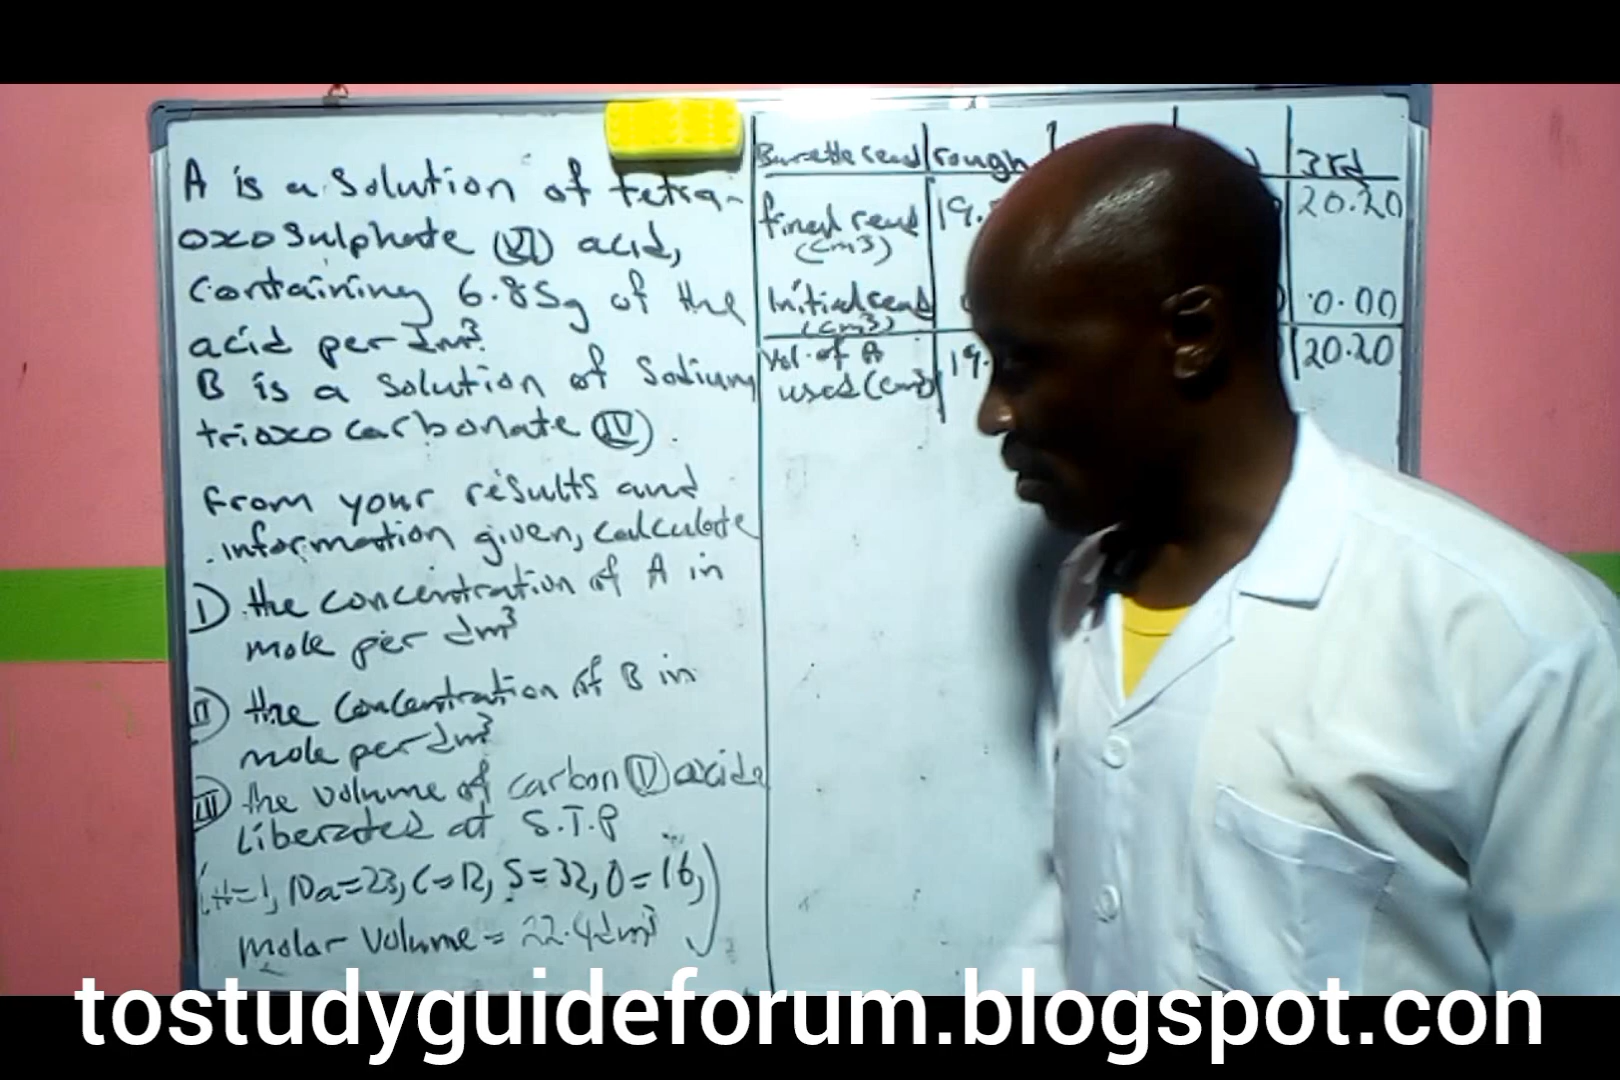 A is a solution of tetra-
oxosulphate (VI) acid,
containing 6.85g of the
acid per dm³.
B is a solution of Sodium
trioxocarbonate (IV).
From your results and
information given, calculate
I) the concentration of A in
mole per dm³
II) the concentration of B in
mole per dm³
III) the volume of carbon (IV) oxide
liberated at S.T.P
(H=1, Na=23, C=12, S=32, O=16,
molar volume = 22.4dm³)
Burette read rough 3rd
final read 19. 20.20
(cm3)
Initial read 0.00
(cm3)
Vol. of A 19. 20.20
used (cm3)
tostudyguideforum.blogspot.con